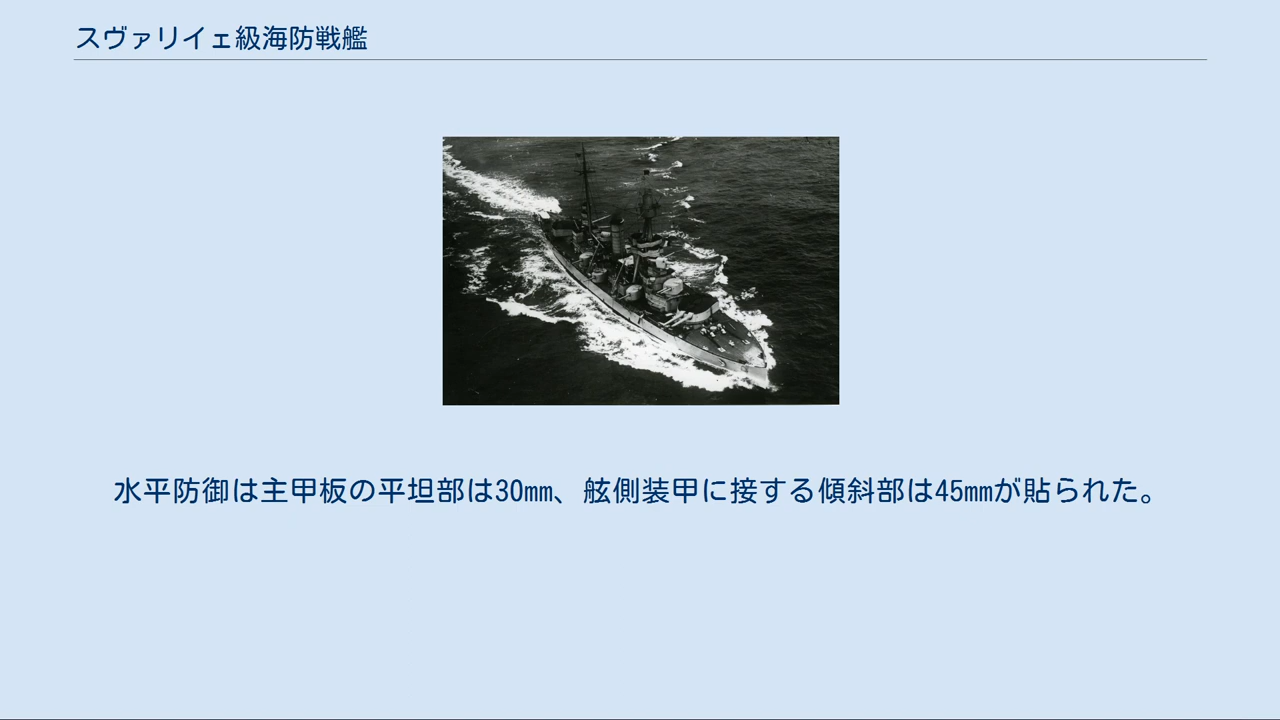 スヴァリイェ級海防戦艦
水平防御は主甲板の平坦部は30mm、舷側装甲に接する傾斜部は45mmが貼られた。